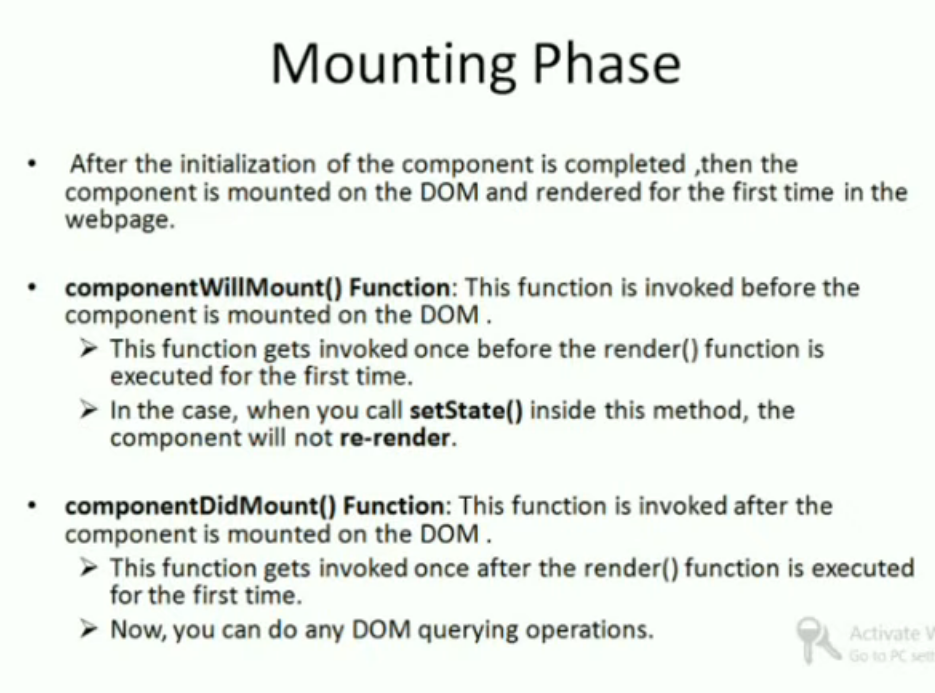 Mounting Phase
• After the initialization of the component is completed ,then the
component is mounted on the DOM and rendered for the first time in the
webpage.
• componentWillMount() Function: This function is invoked before the
component is mounted on the DOM .
➢ This function gets invoked once before the render() function is
executed for the first time.
➢ In the case, when you call setState() inside this method, the
component will not re-render.
• componentDidMount() Function: This function is invoked after the
component is mounted on the DOM .
➢ This function gets invoked once after the render() function is executed
for the first time.
➢ Now, you can do any DOM querying operations.
Activate W
Go to PC sett